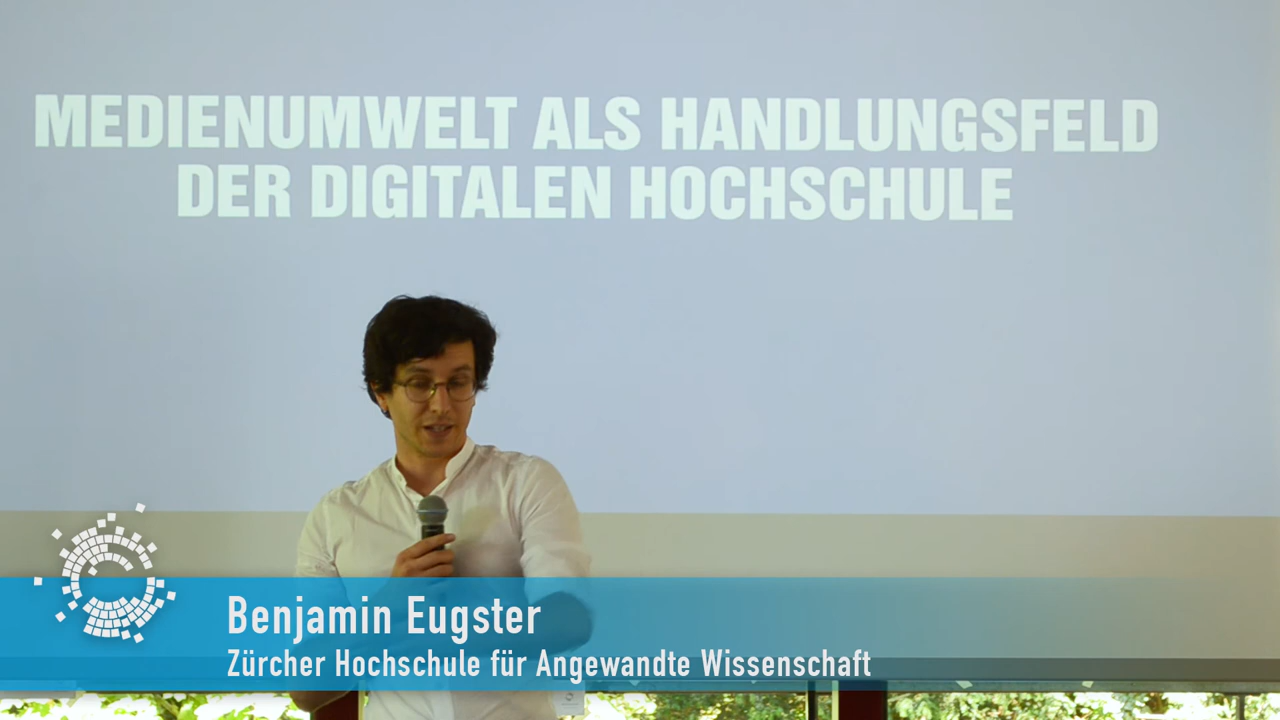 MEDIENUMWELT ALS HANDLUNGSFELD
DER DIGITALEN HOCHSCHULE
Benjamin Eugster
Zürcher Hochschule für Angewandte Wissenschaft